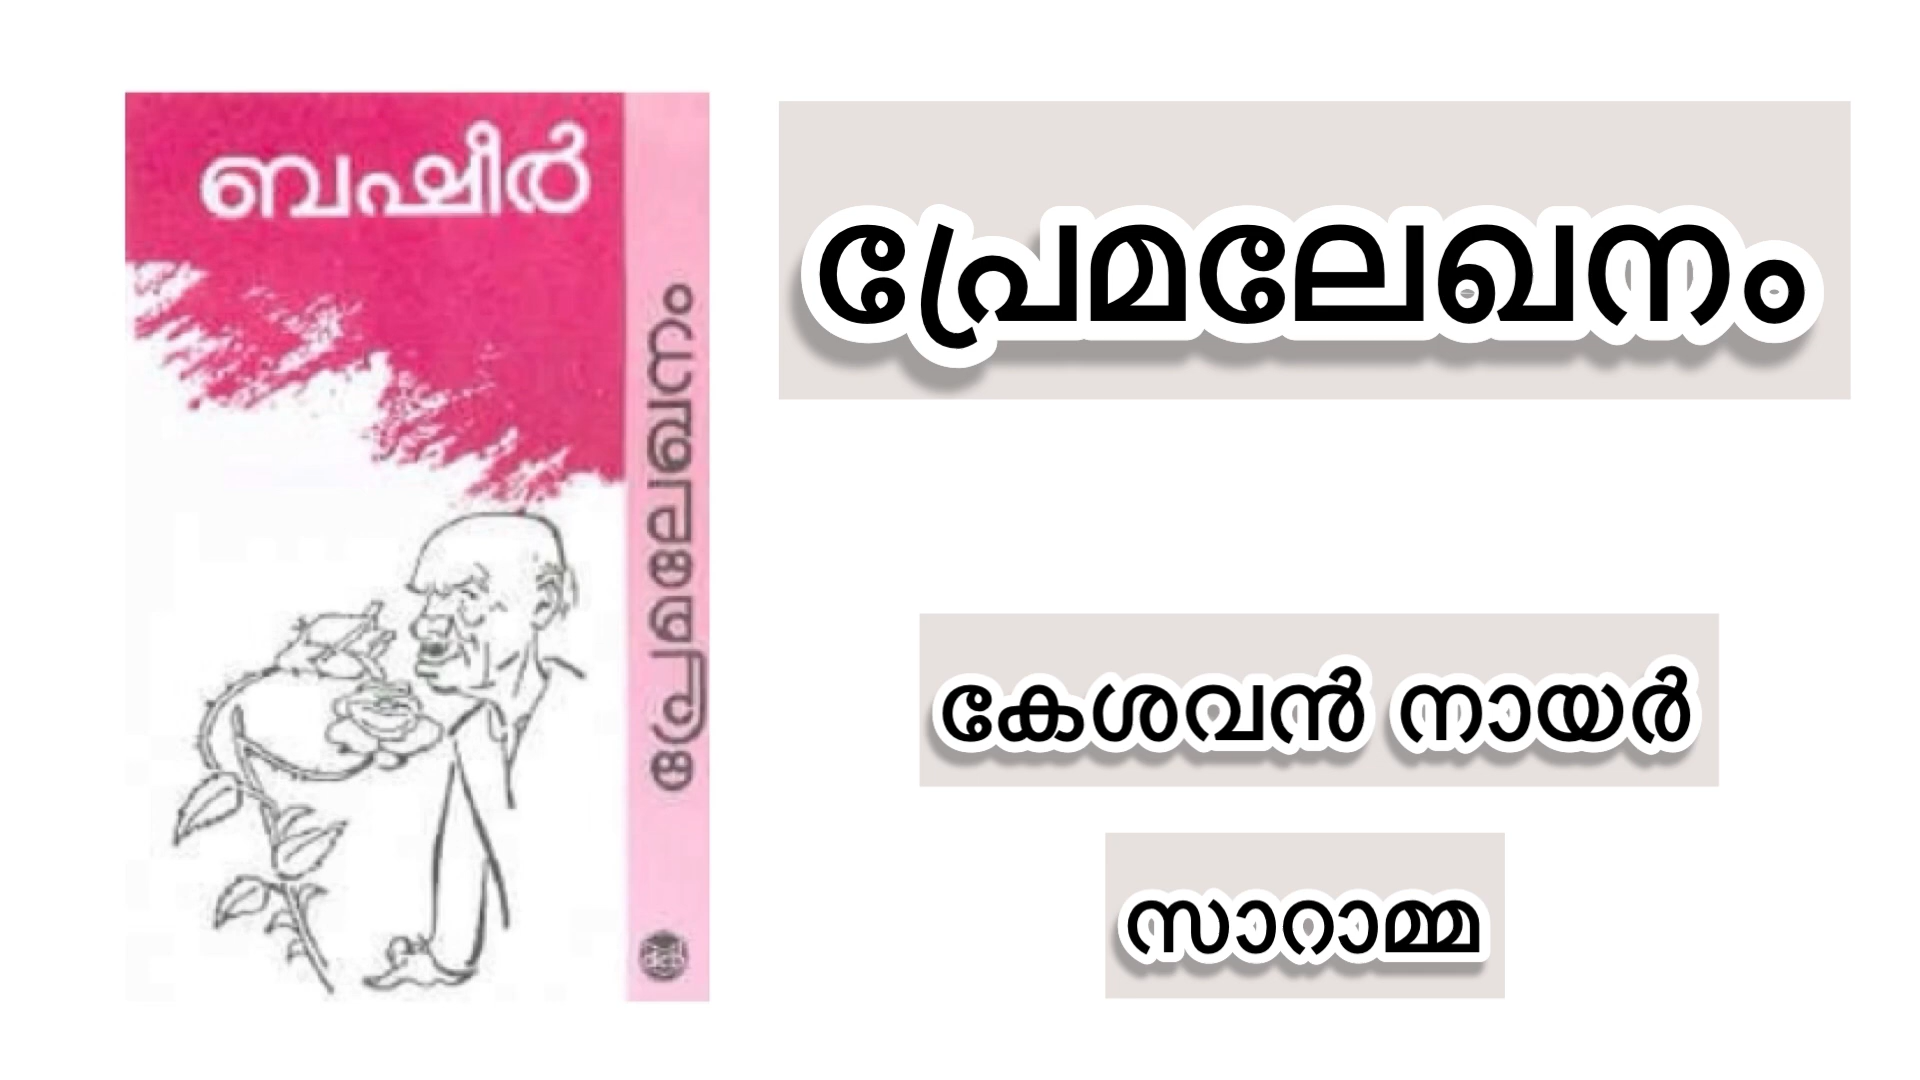 ബഷീർ
പ്രേമലേഖനം
പ്രേമലേഖനം
കേശവൻ നായർ
സാറാമ്മ